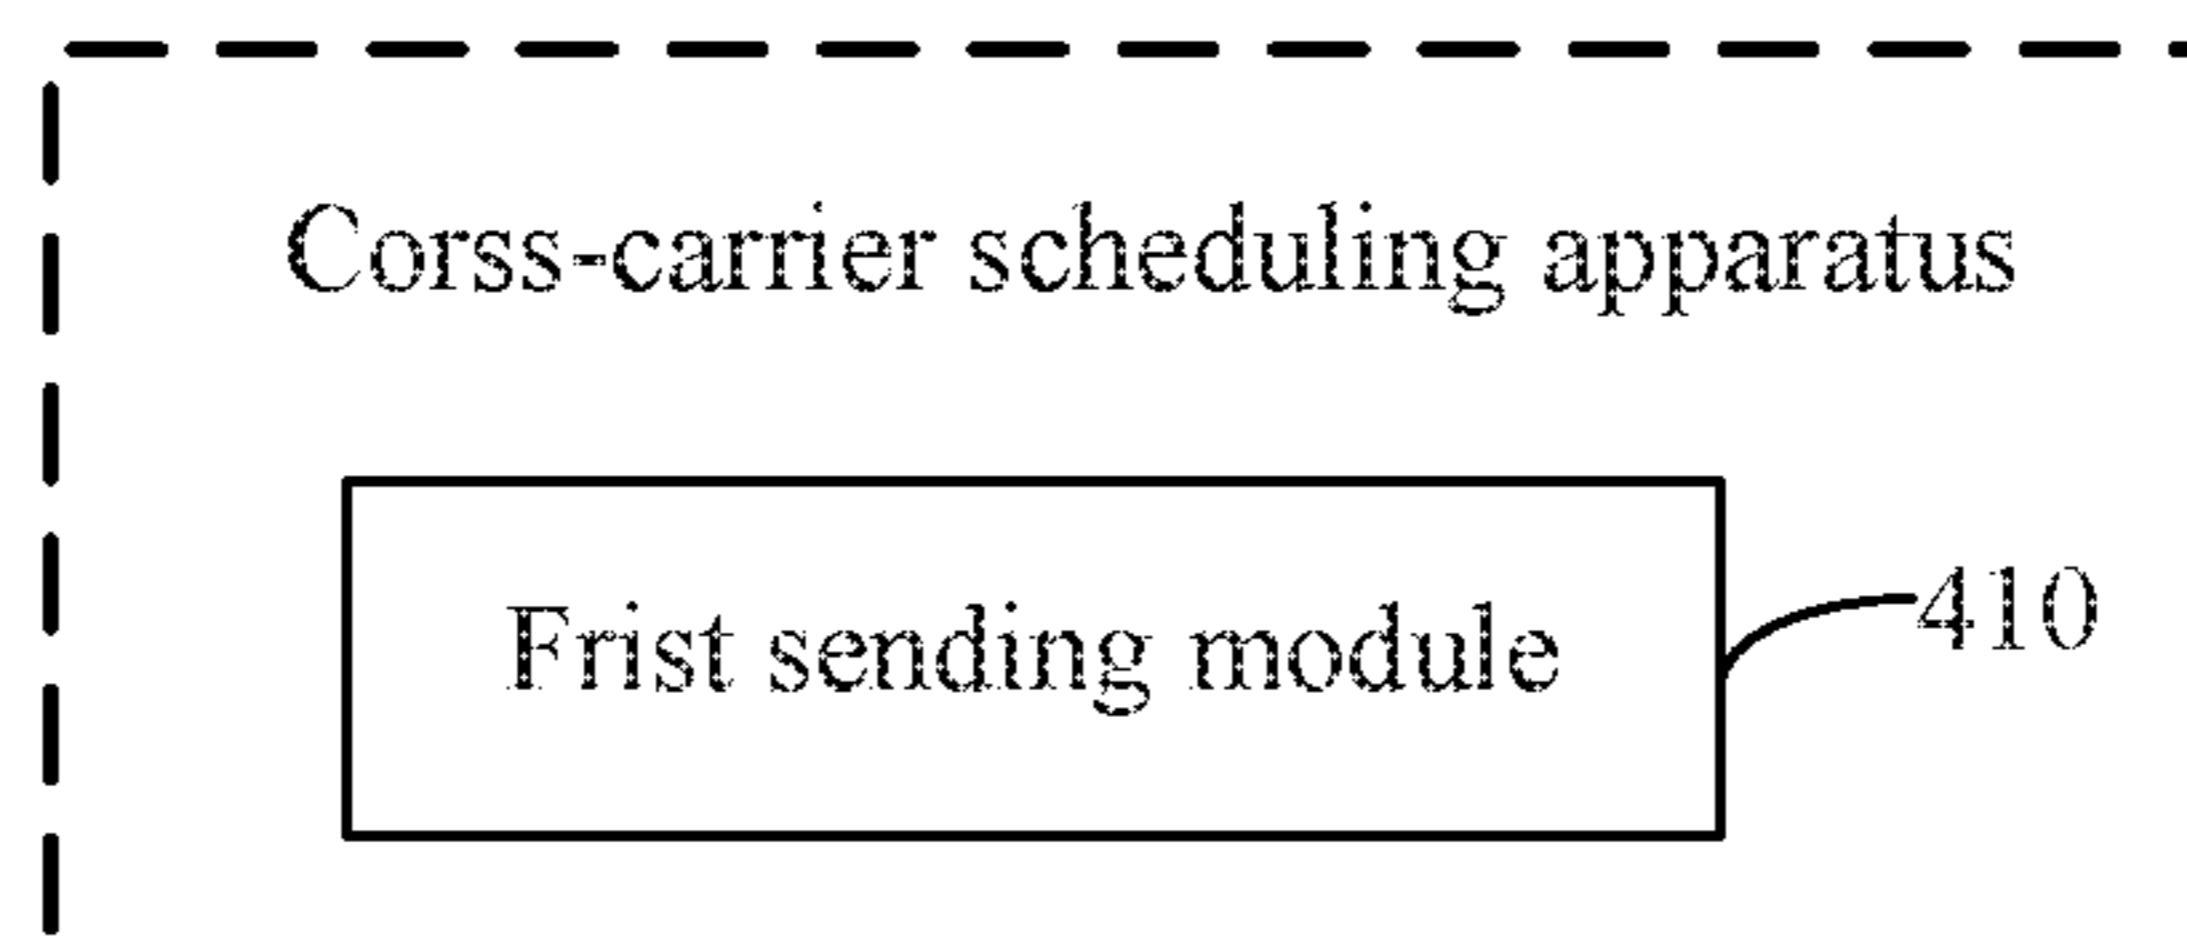 Corss-carrier scheduling apparatus
Frist sending module
410